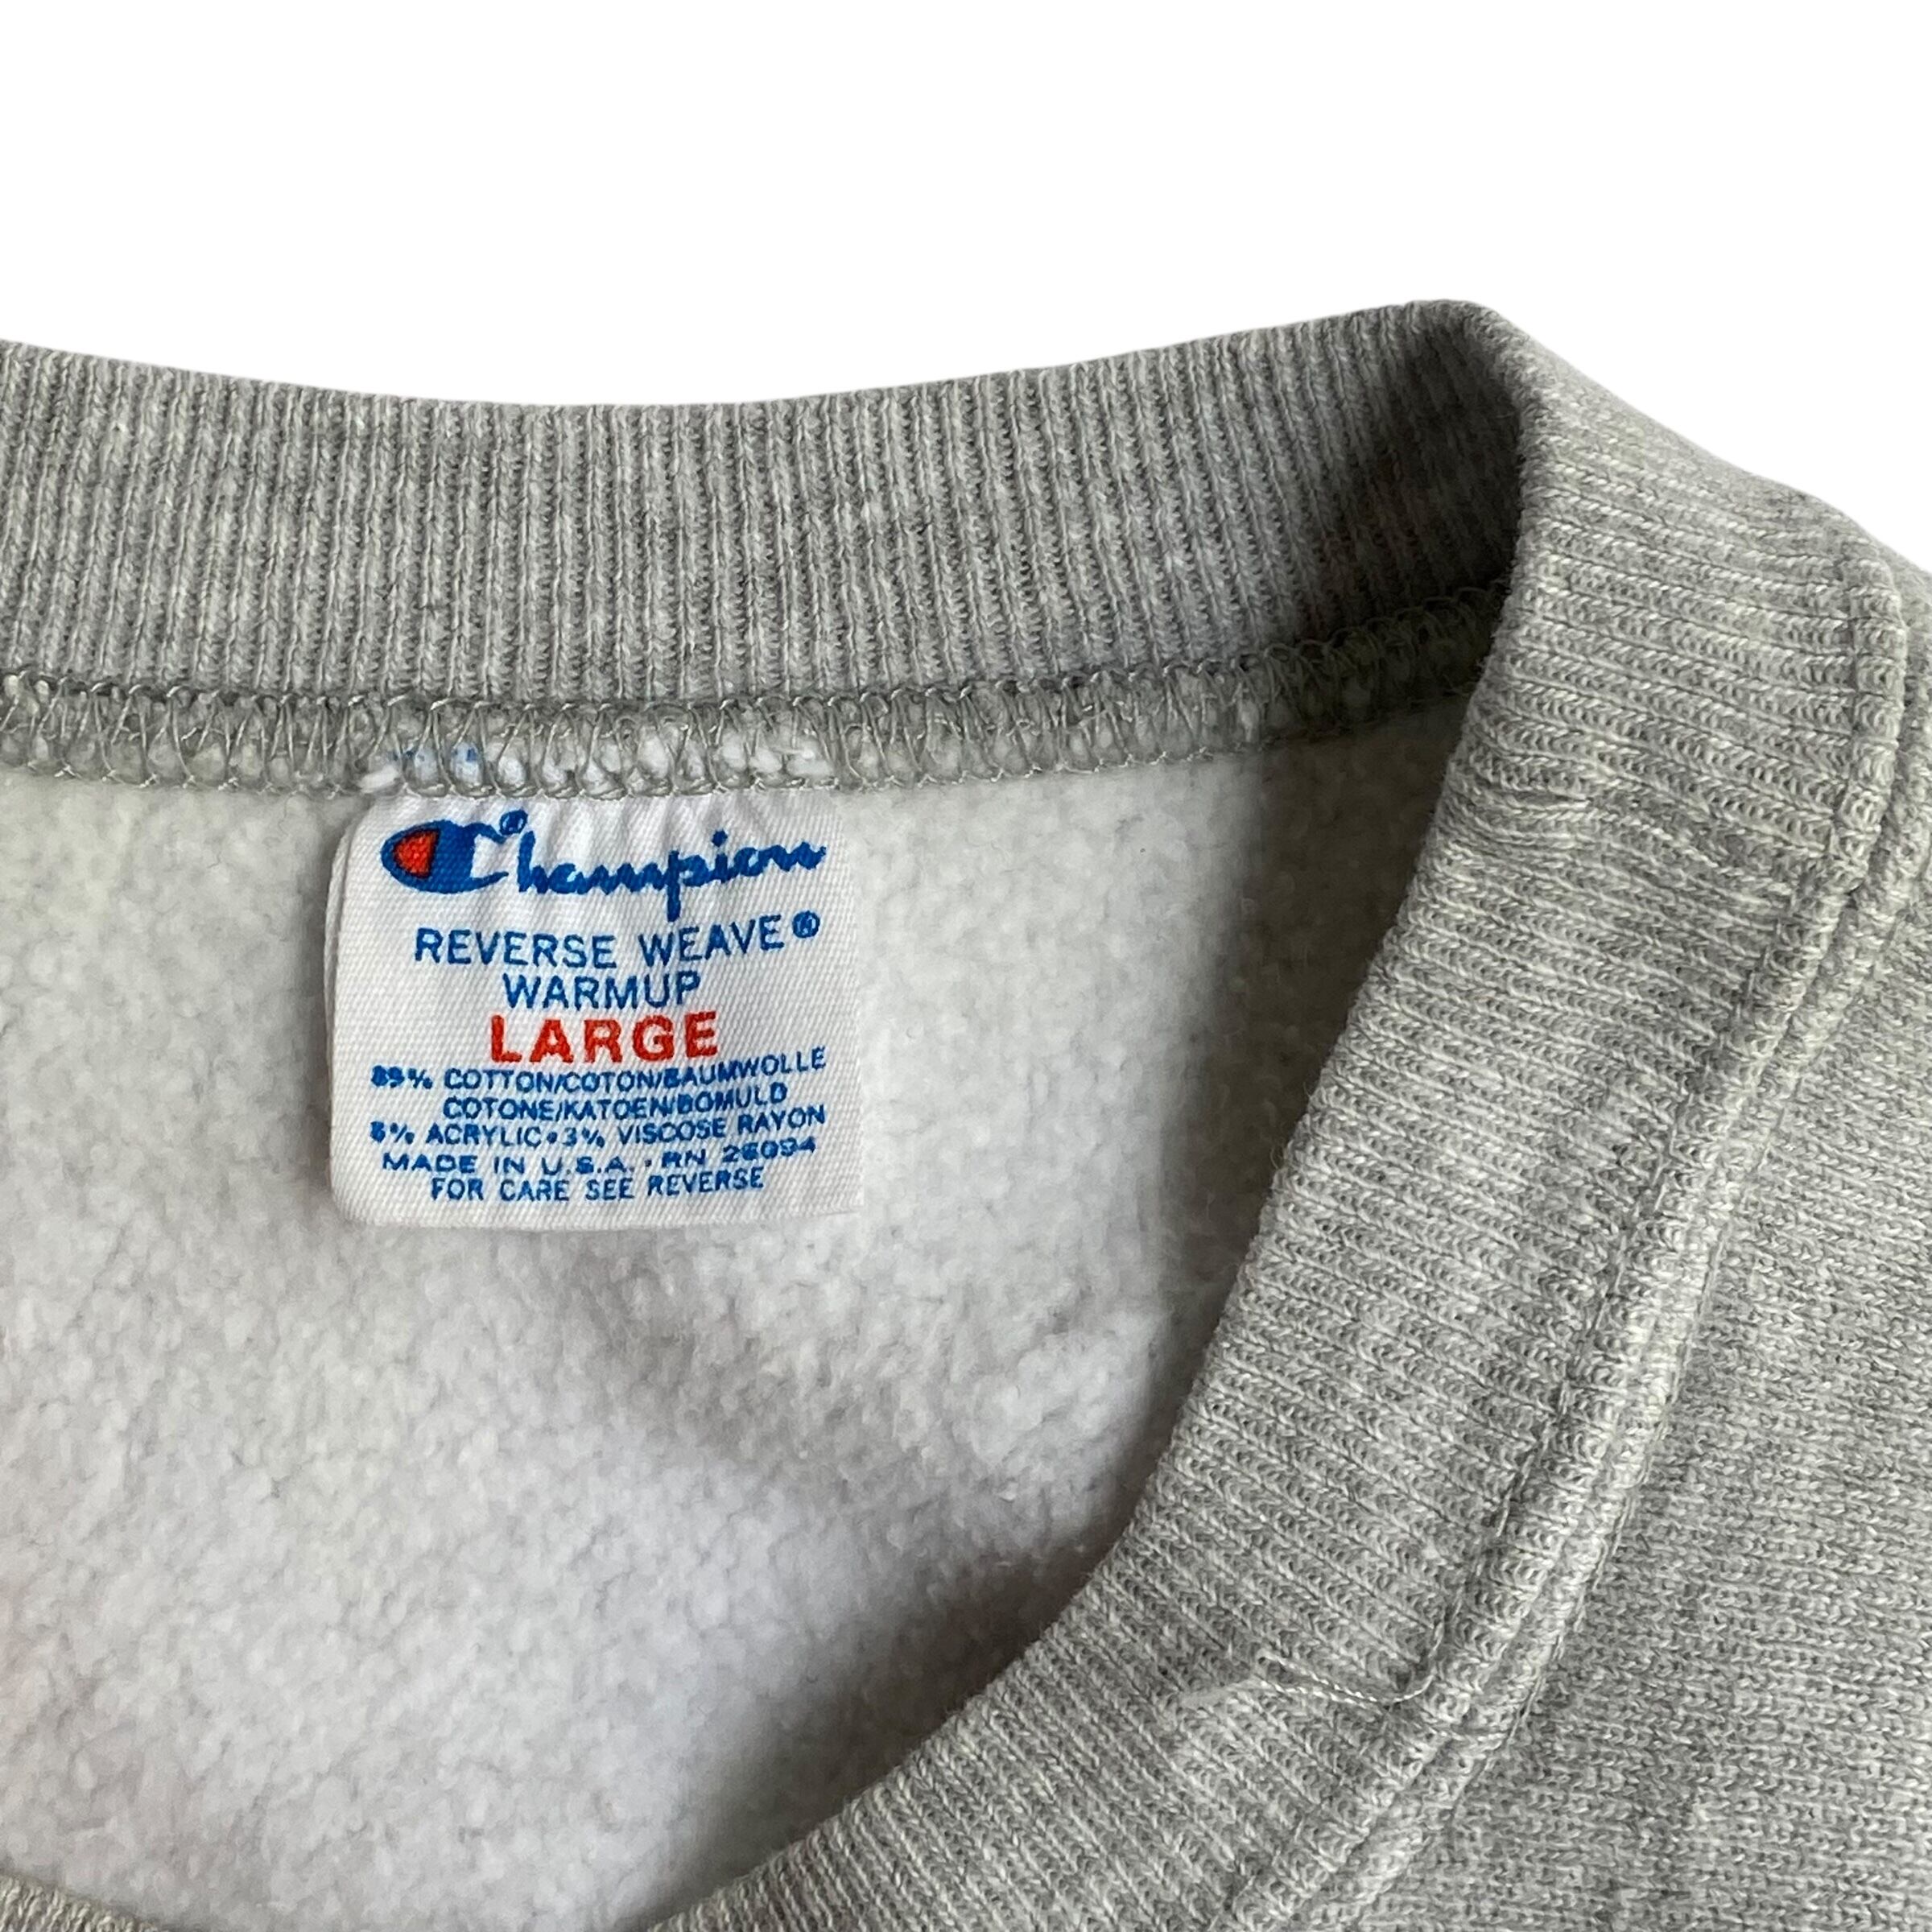 Champion®
REVERSE WEAVE®
WARMUP
LARGE
89% COTTON/COTON/BAUMWOLLE
COTONE/KATOEN/BOMULD
8% ACRYLIC•3% VISCOSE RAYON
MADE IN U.S.A. • RN 26094
FOR CARE SEE REVERSE